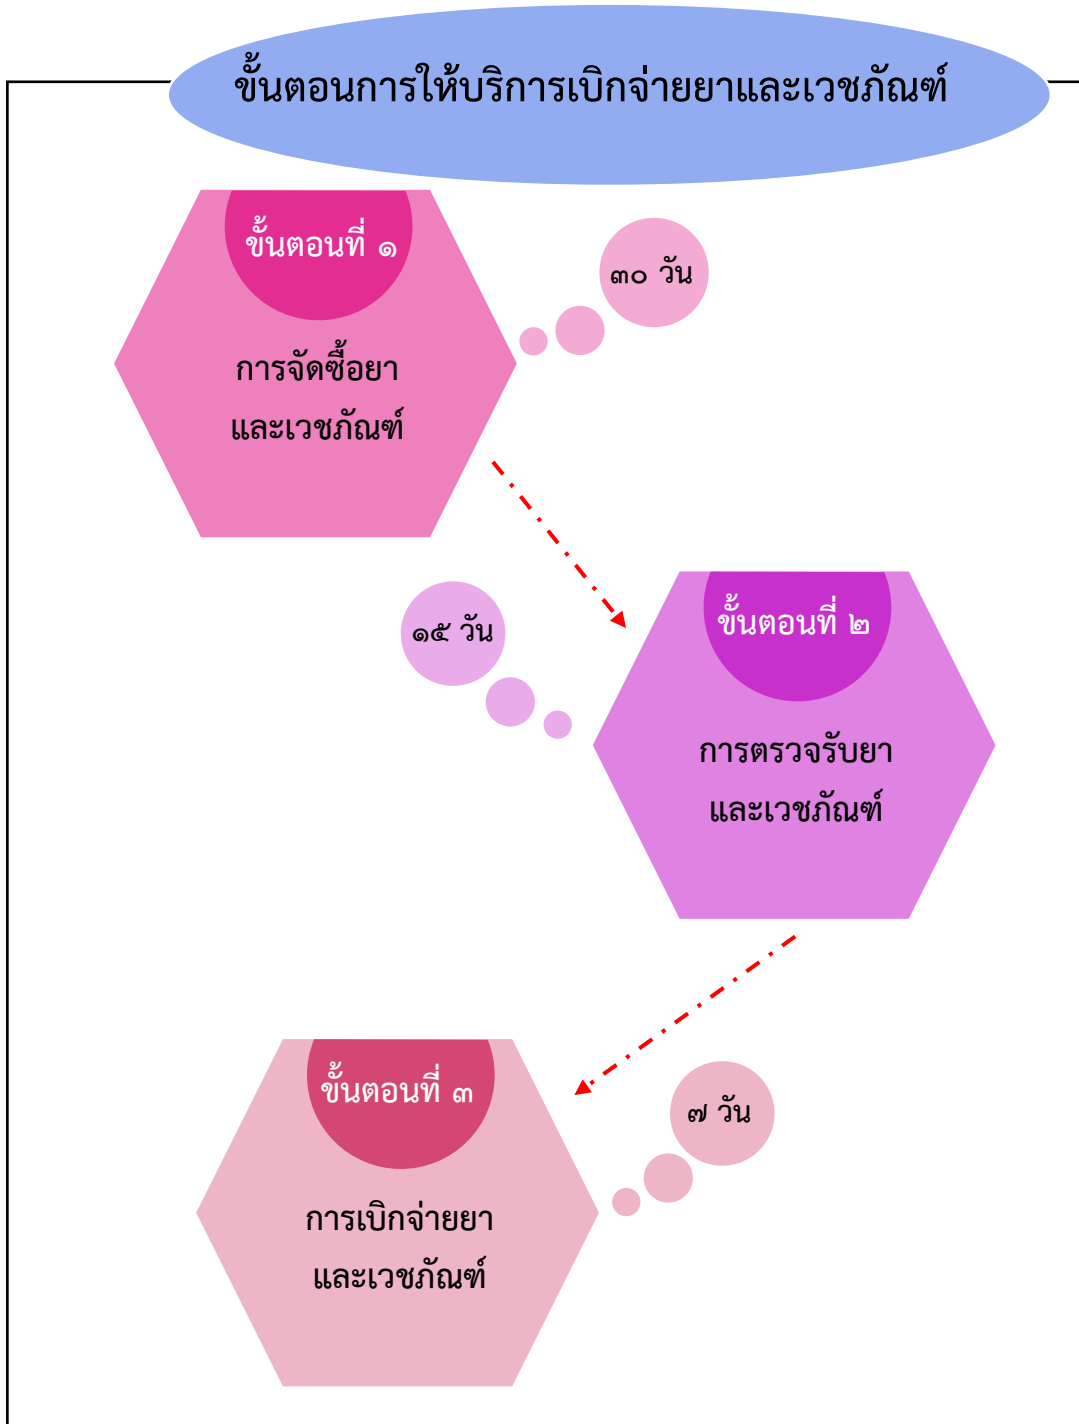 ขั้นตอนการให้บริการเบิกจ่ายยาและเวชภัณฑ์
ขั้นตอนที่ ๑
๓๐ วัน
การจัดซื้อยา
และเวชภัณฑ์
ขั้นตอนที่ ๒
๑๕ วัน
การตรวจรับยา
และเวชภัณฑ์
ขั้นตอนที่ ๓
๗ วัน
การเบิกจ่ายยา
และเวชภัณฑ์